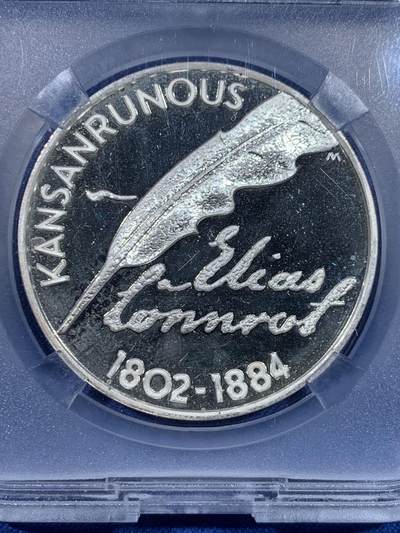 KANSANRUNOUS
M
Elias
Lönnrot
1802-1884